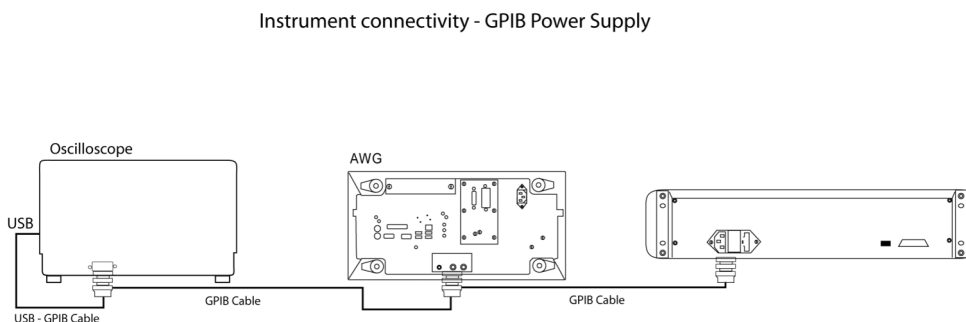 Instrument connectivity - GPIB Power Supply
Oscilloscope
AWG
USB
GPIB Cable
GPIB Cable
USB - GPIB Cable